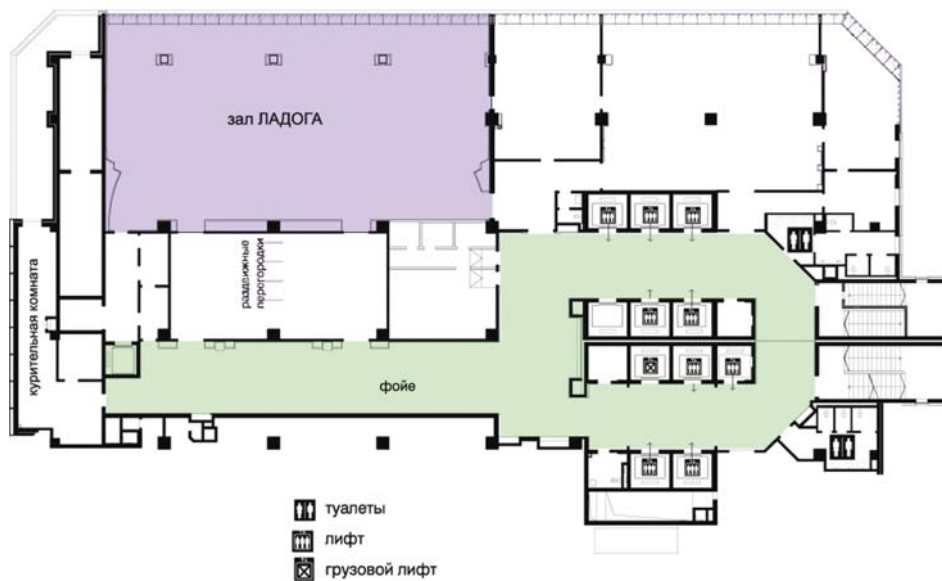 зал ЛАДОГА
раздвижные
перегородки
курительная комната
фойе
туалеты
лифт
грузовой лифт